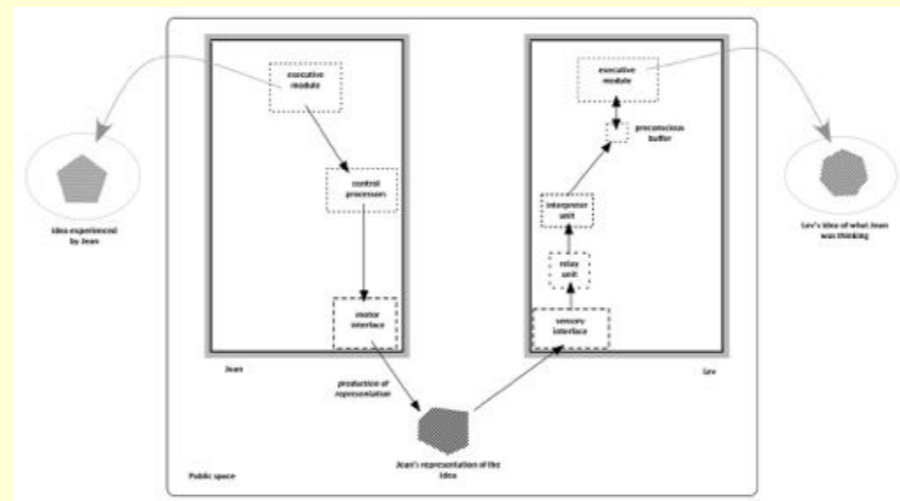 executive
module
control
processors
motor
interface
Jean
production of
representation
Jean's representation of the
idea
Public space
idea experienced
by Jean
executive
module
preconscious
buffer
interpreter
unit
relay
unit
sensory
interface
Lev
Lev's idea of what Jean
was thinking